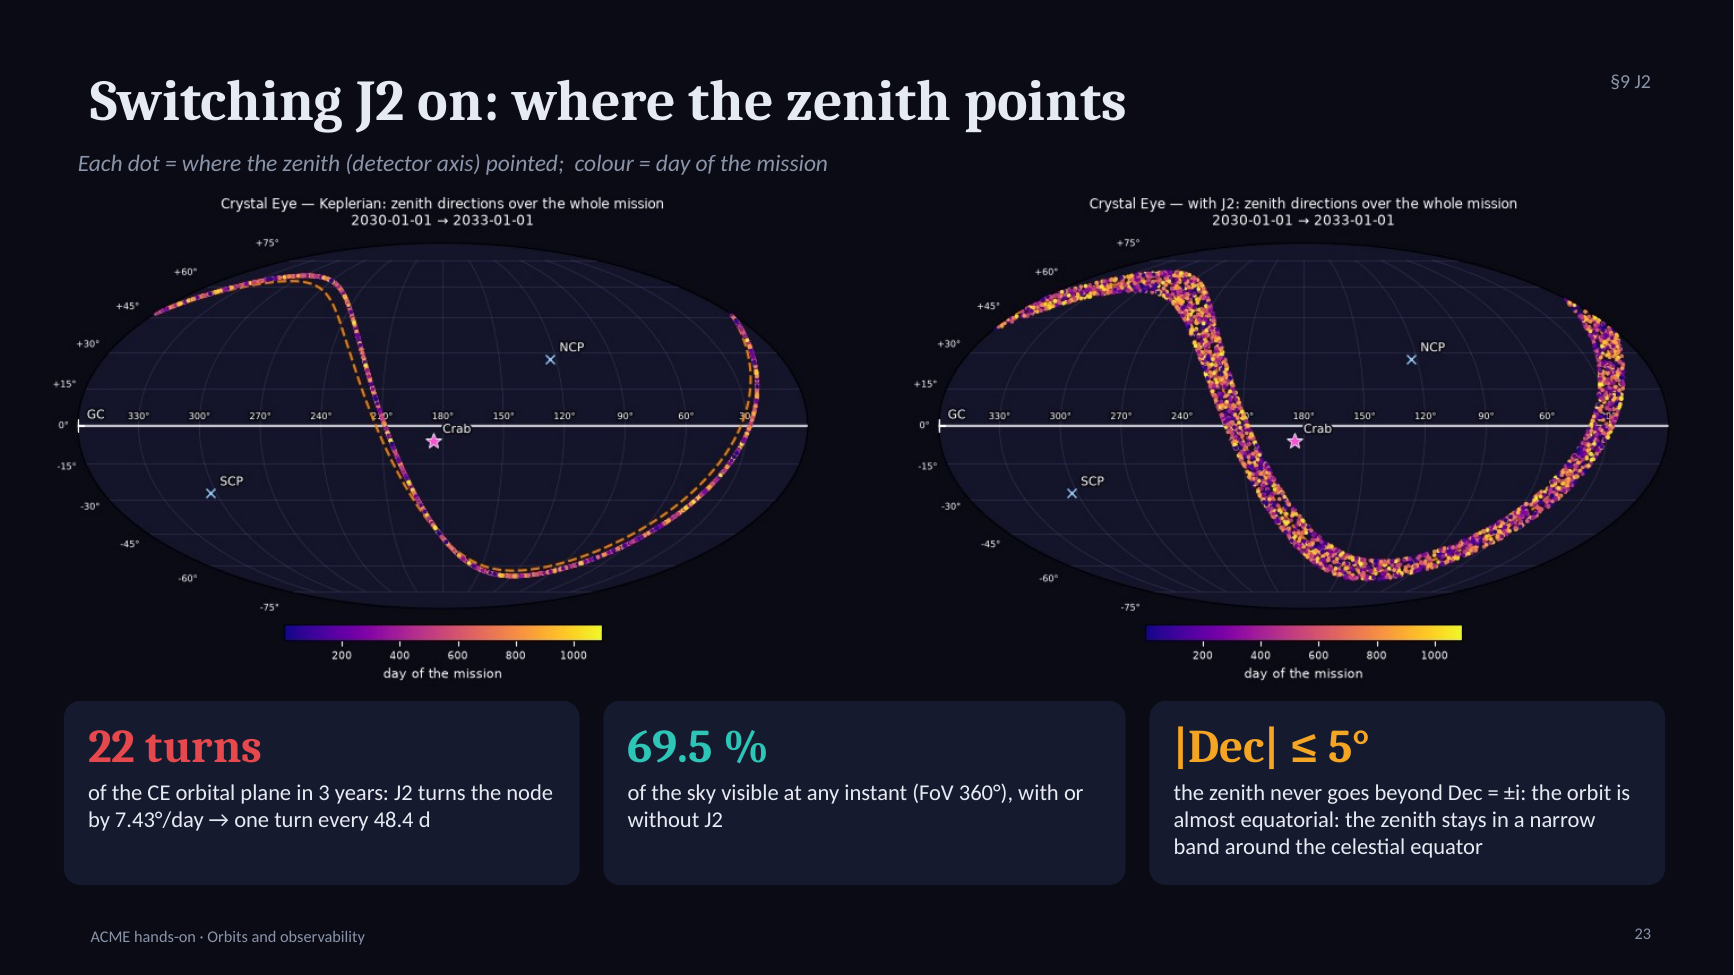 §9 J2
Switching J2 on: where the zenith points
Each dot = where the zenith (detector axis) pointed; colour = day of the mission
Crystal Eye — Keplerian: zenith directions over the whole mission
2030-01-01 → 2033-01-01
+75°
+60°
+45°
+30°
+15°
0°
-15°
-30°
-45°
-60°
-75°
GC 330° 300° 270° 240° 210° 180° 150° 120° 90° 60° 30°
NCP
Crab
SCP
200 400 600 800 1000
day of the mission
Crystal Eye — with J2: zenith directions over the whole mission
2030-01-01 → 2033-01-01
+75°
+60°
+45°
+30°
+15°
0°
-15°
-30°
-45°
-60°
-75°
GC 330° 300° 270° 240° 180° 150° 120° 90° 60°
NCP
Crab
SCP
200 400 600 800 1000
day of the mission
22 turns
of the CE orbital plane in 3 years: J2 turns the node
by 7.43°/day → one turn every 48.4 d
69.5 %
of the sky visible at any instant (FoV 360°), with or
without J2
|Dec| ≤ 5°
the zenith never goes beyond Dec = ±i: the orbit is
almost equatorial: the zenith stays in a narrow
band around the celestial equator
ACME hands-on · Orbits and observability
23